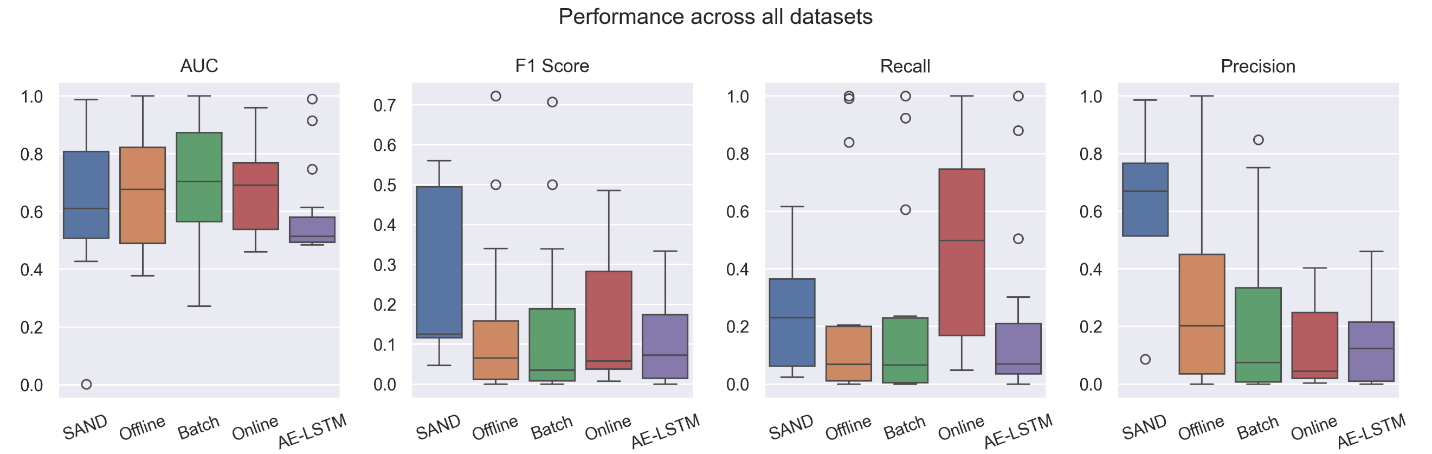 Performance across all datasets
AUC
1.0
0.8
0.6
0.4
0.2
0.0
SAND
Offline
Batch
Online
AE-LSTM
F1 Score
0.7
0.6
0.5
0.4
0.3
0.2
0.1
0.0
SAND
Offline
Batch
Online
AE-LSTM
Recall
1.0
0.8
0.6
0.4
0.2
0.0
SAND
Offline
Batch
Online
AE-LSTM
Precision
1.0
0.8
0.6
0.4
0.2
0.0
SAND
Offline
Batch
Online
AE-LSTM